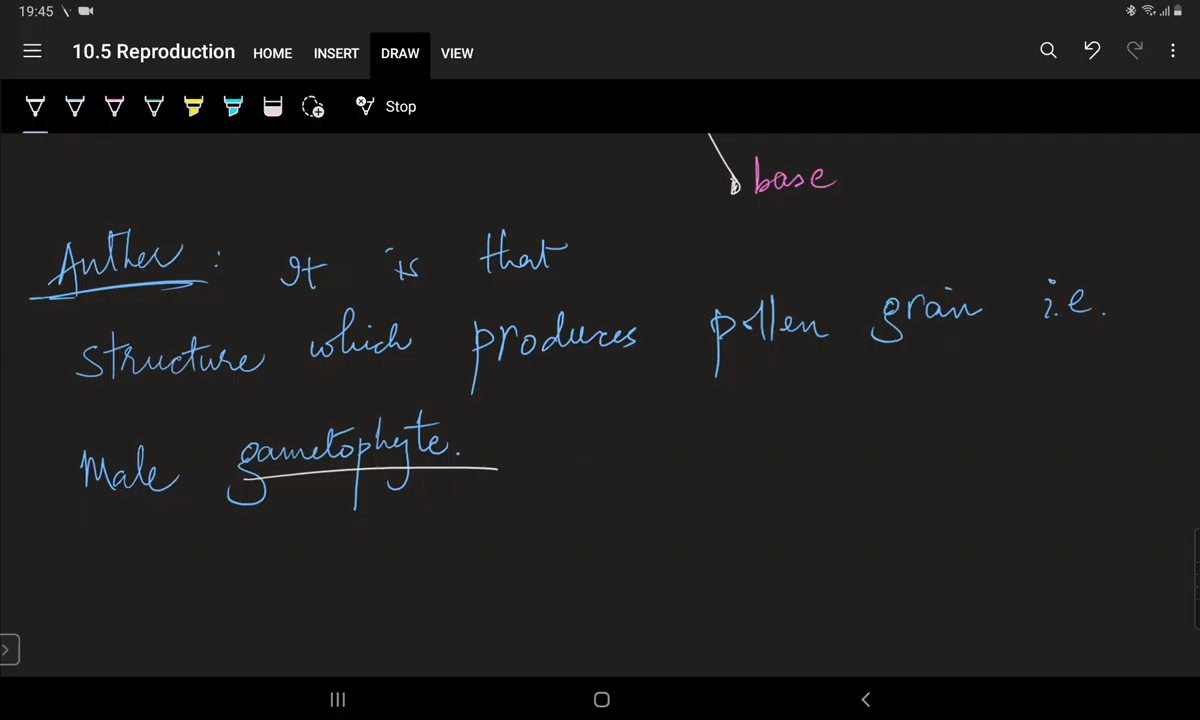 19:45
10.5 Reproduction HOME INSERT DRAW VIEW
Stop
base
Anther : It is that
structure which produces pollen grain i.e.
Male gametophyte.